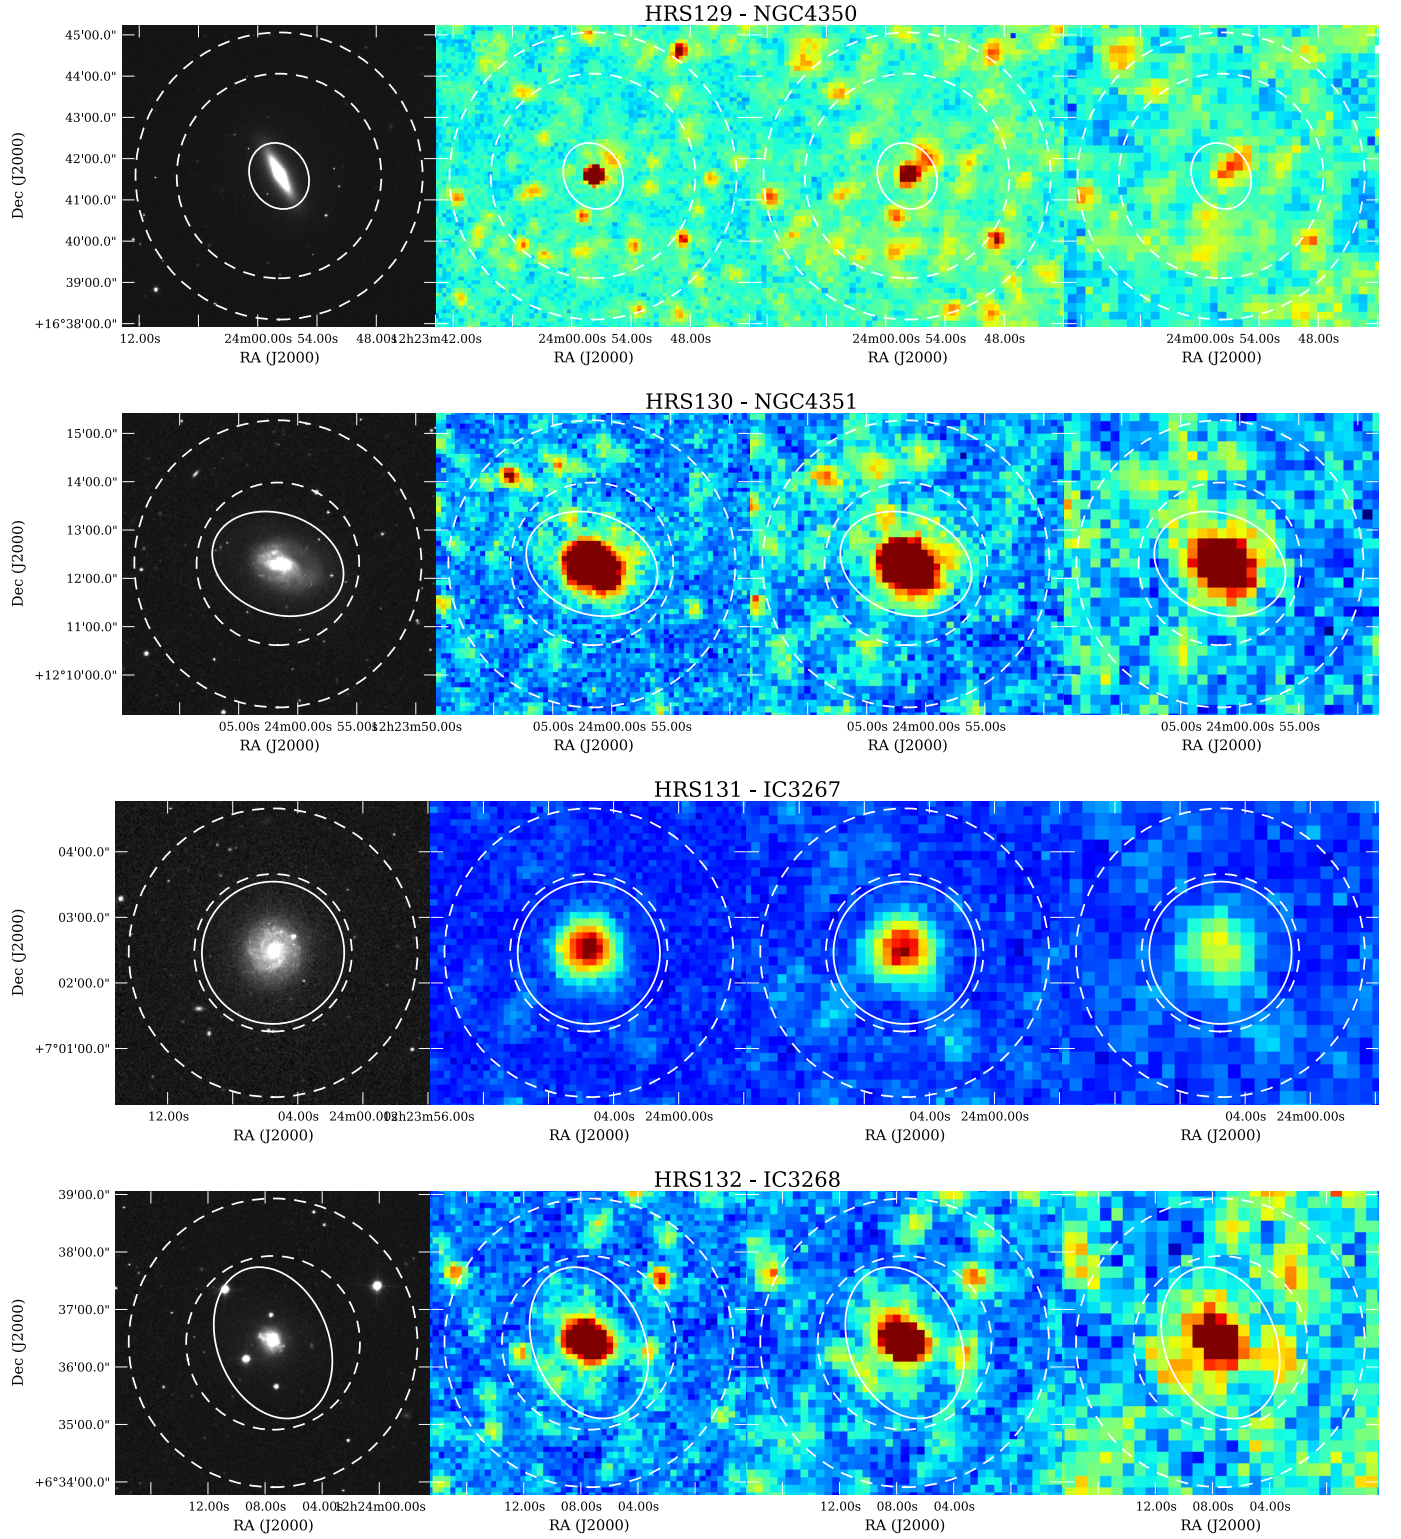 HRS129 - NGC4350
45'00.0"
44'00.0"
43'00.0"
42'00.0"
41'00.0"
40'00.0"
39'00.0"
+16°38'00.0"
Dec (J2000)
12.00s 24m00.00s 54.00s 48.00s 12h23m42.00s 24m00.00s 54.00s 48.00s 24m00.00s 54.00s 48.00s 24m00.00s 54.00s 48.00s
RA (J2000) RA (J2000) RA (J2000) RA (J2000)
HRS130 - NGC4351
15'00.0"
14'00.0"
13'00.0"
12'00.0"
11'00.0"
+12°10'00.0"
Dec (J2000)
05.00s 24m00.00s 55.00s 12h23m50.00s 05.00s 24m00.00s 55.00s 05.00s 24m00.00s 55.00s 05.00s 24m00.00s 55.00s
RA (J2000) RA (J2000) RA (J2000) RA (J2000)
HRS131 - IC3267
04'00.0"
03'00.0"
02'00.0"
+7°01'00.0"
Dec (J2000)
12.00s 04.00s 24m00.00s 12h23m56.00s 04.00s 24m00.00s 04.00s 24m00.00s 04.00s 24m00.00s
RA (J2000) RA (J2000) RA (J2000) RA (J2000)
HRS132 - IC3268
39'00.0"
38'00.0"
37'00.0"
36'00.0"
35'00.0"
+6°34'00.0"
Dec (J2000)
12.00s 08.00s 04.00s 12h24m00.00s 12.00s 08.00s 04.00s 12.00s 08.00s 04.00s 12.00s 08.00s 04.00s
RA (J2000) RA (J2000) RA (J2000) RA (J2000)